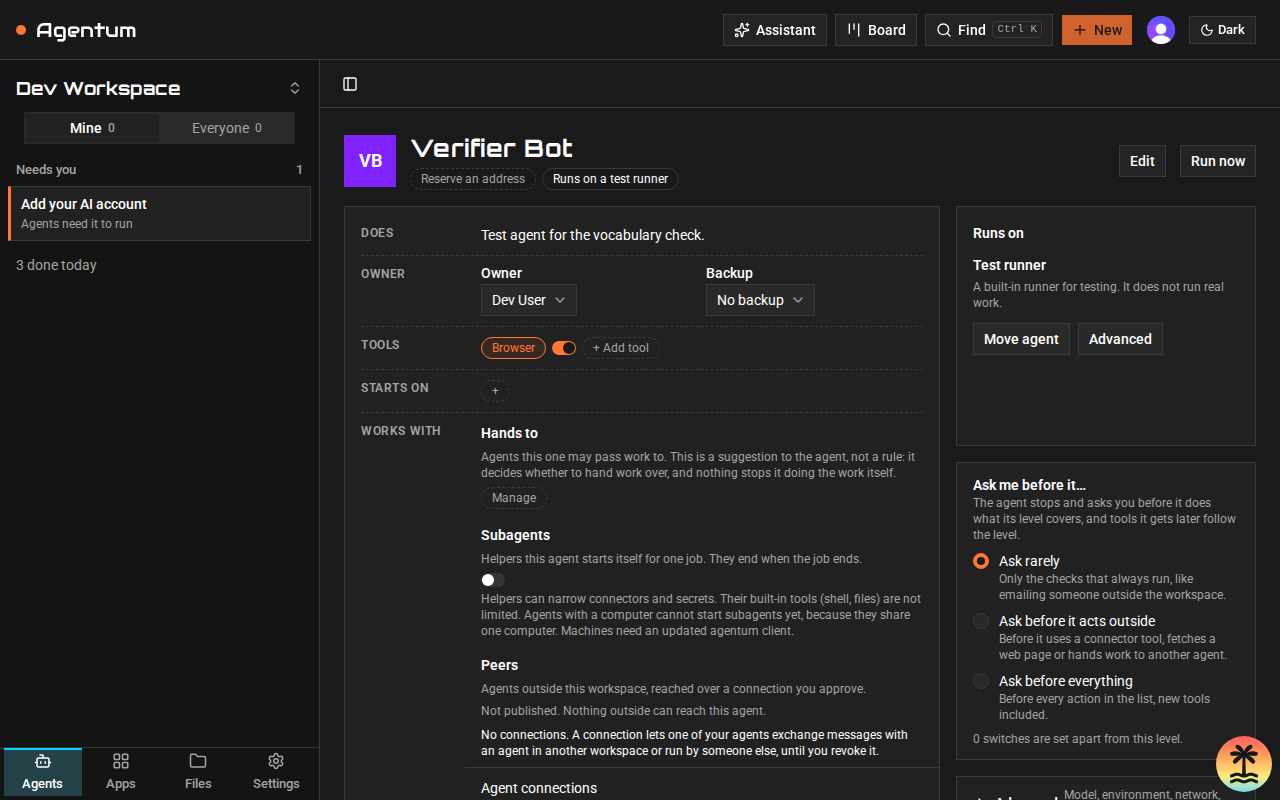 Agentum
Assistant
Board
Find Ctrl K
New
Dark
Dev Workspace
Mine 0
Everyone 0
Needs you 1
Add your AI account
Agents need it to run
3 done today
Agents
Apps
Files
Settings
VB
Verifier Bot
Reserve an address
Runs on a test runner
Edit
Run now
DOES
Test agent for the vocabulary check.
OWNER
Owner
Dev User
Backup
No backup
TOOLS
Browser
+ Add tool
STARTS ON
+
WORKS WITH
Hands to
Agents this one may pass work to. This is a suggestion to the agent, not a rule: it
decides whether to hand work over, and nothing stops it doing the work itself.
Manage
Subagents
Helpers this agent starts itself for one job. They end when the job ends.
Helpers can narrow connectors and secrets. Their built-in tools (shell, files) are not
limited. Agents with a computer cannot start subagents yet, because they share
one computer. Machines need an updated agentum client.
Peers
Agents outside this workspace, reached over a connection you approve.
Not published. Nothing outside can reach this agent.
No connections. A connection lets one of your agents exchange messages with
an agent in another workspace or run by someone else, until you revoke it.
Agent connections
Runs on
Test runner
A built-in runner for testing. It does not run real
work.
Move agent
Advanced
Ask me before it…
The agent stops and asks you before it does
what its level covers, and tools it gets later follow
the level.
Ask rarely
Only the checks that always run, like
emailing someone outside the workspace.
Ask before it acts outside
Before it uses a connector tool, fetches a
web page or hands work to another agent.
Ask before everything
Before every action in the list, new tools
included.
0 switches are set apart from this level.
Model, environment, network,